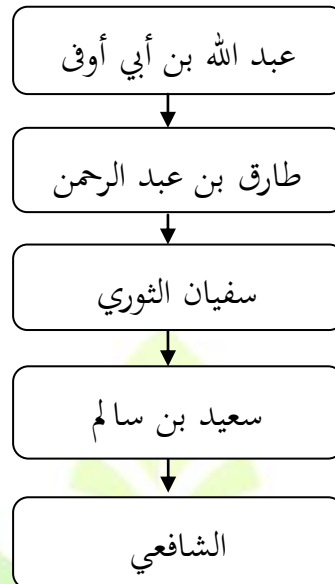 عبد الله بن أبي أوفى
طارق بن عبد الرحمن
سفيان الثوري
سعيد بن سالم
الشافعي